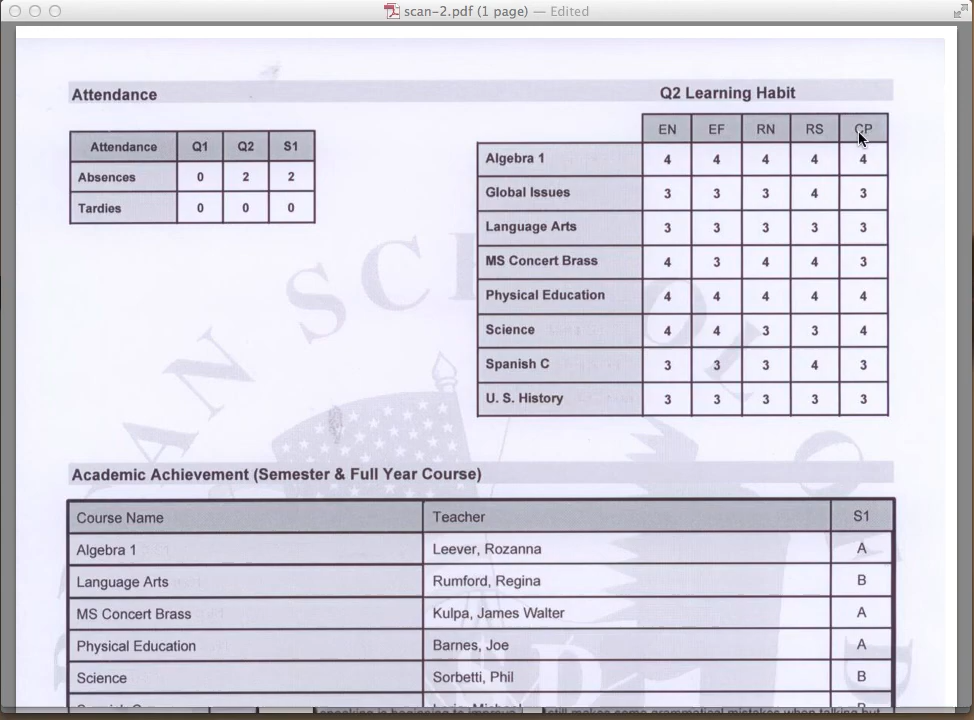 scan-2.pdf (1 page) — Edited
Attendance
Q2 Learning Habit
Attendance Q1 Q2 S1
Absences 0 2 2
Tardies 0 0 0
EN EF RN RS CP
Algebra 1 4 4 4 4 4
Global Issues 3 3 3 4 3
Language Arts 3 3 3 3 3
MS Concert Brass 4 3 4 4 3
Physical Education 4 4 4 4 4
Science 4 4 3 3 4
Spanish C 3 3 3 4 3
U. S. History 3 3 3 3 3
Academic Achievement (Semester & Full Year Course)
Course Name Teacher S1
Algebra 1 Leever, Rozanna A
Language Arts Rumford, Regina B
MS Concert Brass Kulpa, James Walter A
Physical Education Barnes, Joe A
Science Sorbetti, Phil B